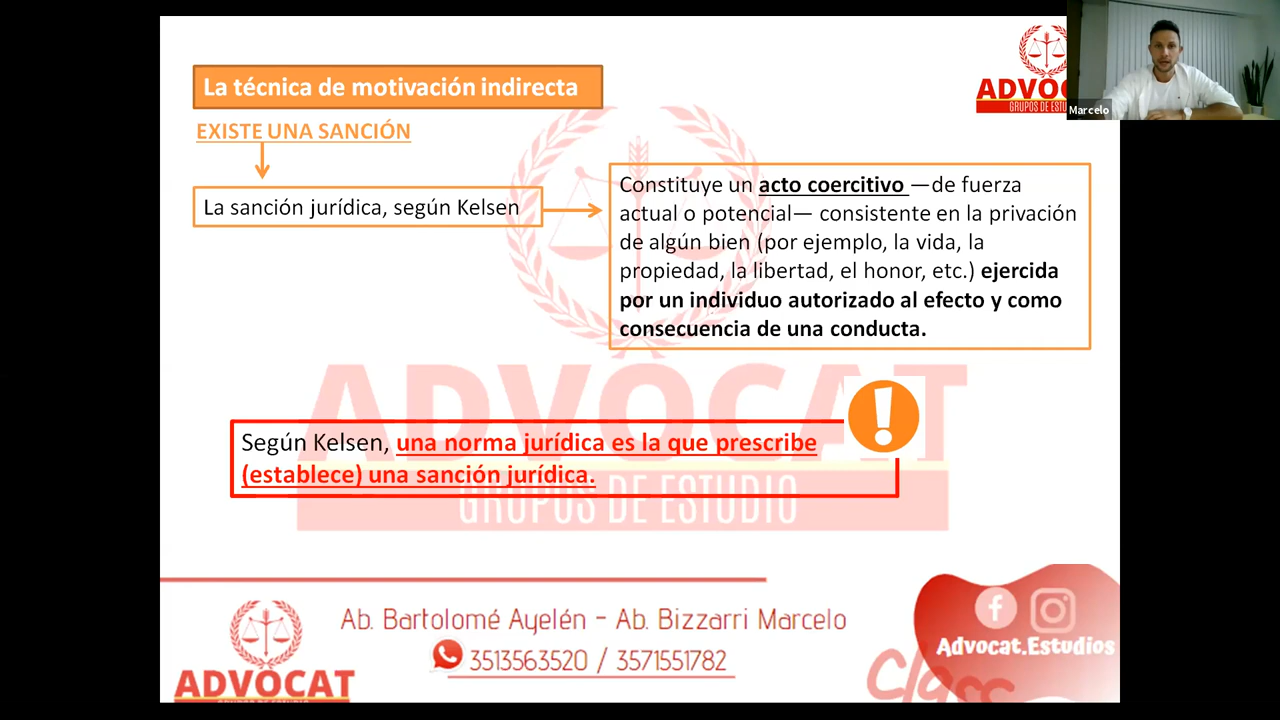 La técnica de motivación indirecta
EXISTE UNA SANCIÓN
La sanción jurídica, según Kelsen
Constituye un acto coercitivo —de fuerza
actual o potencial— consistente en la privación
de algún bien (por ejemplo, la vida, la
propiedad, la libertad, el honor, etc.) ejercida
por un individuo autorizado al efecto y como
consecuencia de una conducta.
Según Kelsen, una norma jurídica es la que prescribe
(establece) una sanción jurídica.
ADVOCAT
GRUPOS DE ESTUDIO
Marcelo
Ab. Bartolomé Ayelén - Ab. Bizzarri Marcelo
3513563520 / 3571551782
ADVOCAT
Advocat.Estudios